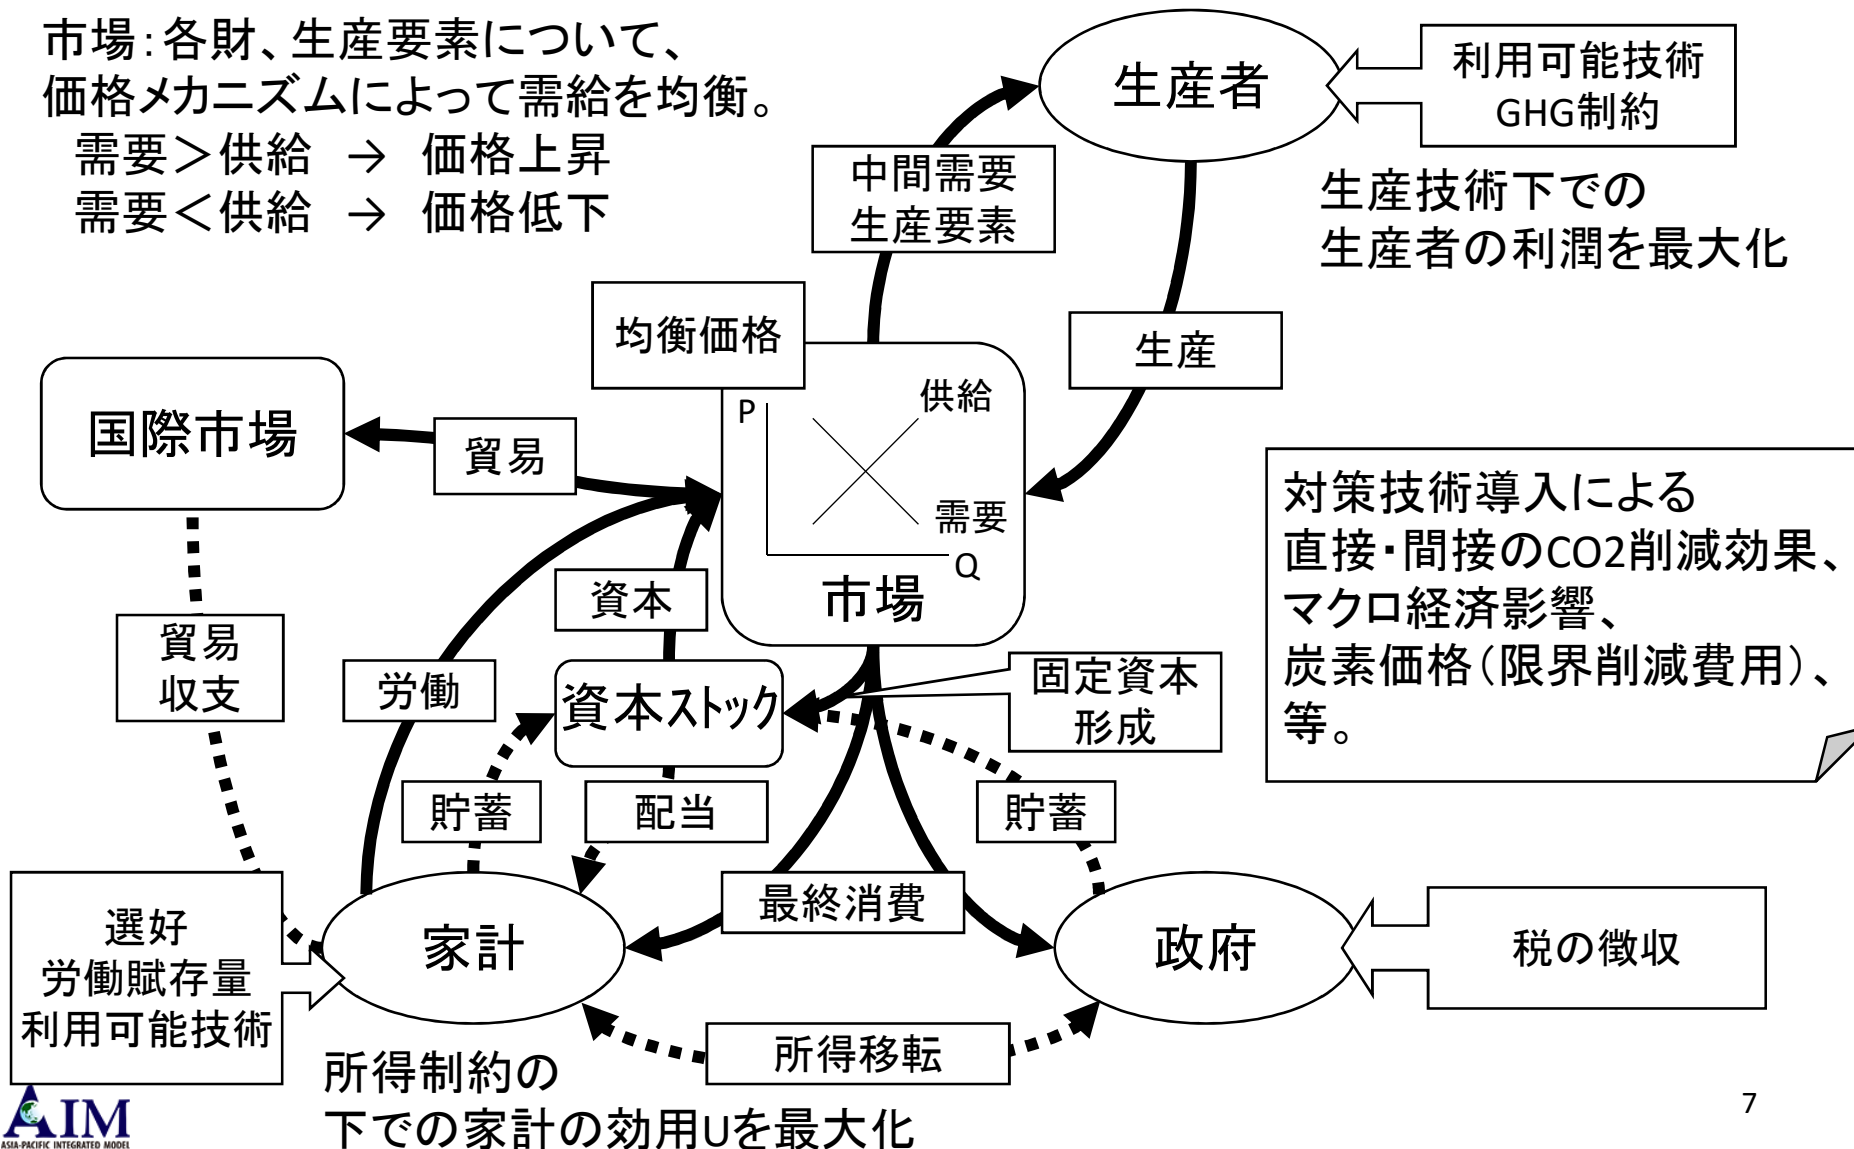 市場：各財、生産要素について、
価格メカニズムによって需給を均衡。
需要＞供給 → 価格上昇
需要＜供給 → 価格低下
生産者
利用可能技術
GHG制約
生産技術下での
生産者の利潤を最大化
中間需要
生産要素
生産
均衡価格
P
供給
需要
Q
市場
国際市場
貿易
貿易
収支
労働
資本
資本ストック
固定資本
形成
対策技術導入による
直接・間接のCO2削減効果、
マクロ経済影響、
炭素価格（限界削減費用）、
等。
貯蓄
配当
貯蓄
最終消費
選好
労働賦存量
利用可能技術
家計
政府
税の徴収
所得移転
所得制約の
下での家計の効用Uを最大化
AIM
ASIA-PACIFIC INTEGRATED MODEL
7